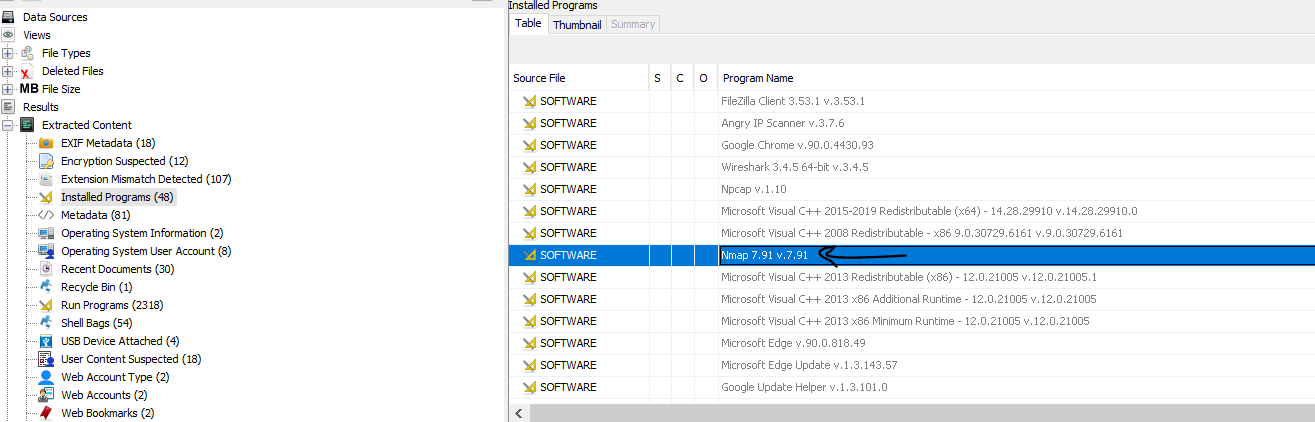 Data Sources
Views
File Types
Deleted Files
MB File Size
Results
Extracted Content
EXIF Metadata (18)
Encryption Suspected (12)
Extension Mismatch Detected (107)
Installed Programs (48)
Metadata (81)
Operating System Information (2)
Operating System User Account (8)
Recent Documents (30)
Recycle Bin (1)
Run Programs (2318)
Shell Bags (54)
USB Device Attached (4)
User Content Suspected (18)
Web Account Type (2)
Web Accounts (2)
Web Bookmarks (2)
Installed Programs
Table Thumbnail Summary
Source File S C O Program Name
SOFTWARE FileZilla Client 3.53.1 v.3.53.1
SOFTWARE Angry IP Scanner v.3.7.6
SOFTWARE Google Chrome v.90.0.4430.93
SOFTWARE Wireshark 3.4.5 64-bit v.3.4.5
SOFTWARE Npcap v.1.10
SOFTWARE Microsoft Visual C++ 2015-2019 Redistributable (x64) - 14.28.29910 v.14.28.29910.0
SOFTWARE Microsoft Visual C++ 2008 Redistributable - x86 9.0.30729.6161 v.9.0.30729.6161
SOFTWARE Nmap 7.91 v.7.91
SOFTWARE Microsoft Visual C++ 2013 Redistributable (x86) - 12.0.21005 v.12.0.21005.1
SOFTWARE Microsoft Visual C++ 2013 x86 Additional Runtime - 12.0.21005 v.12.0.21005
SOFTWARE Microsoft Visual C++ 2013 x86 Minimum Runtime - 12.0.21005 v.12.0.21005
SOFTWARE Microsoft Edge v.90.0.818.49
SOFTWARE Microsoft Edge Update v.1.3.143.57
SOFTWARE Google Update Helper v.1.3.101.0